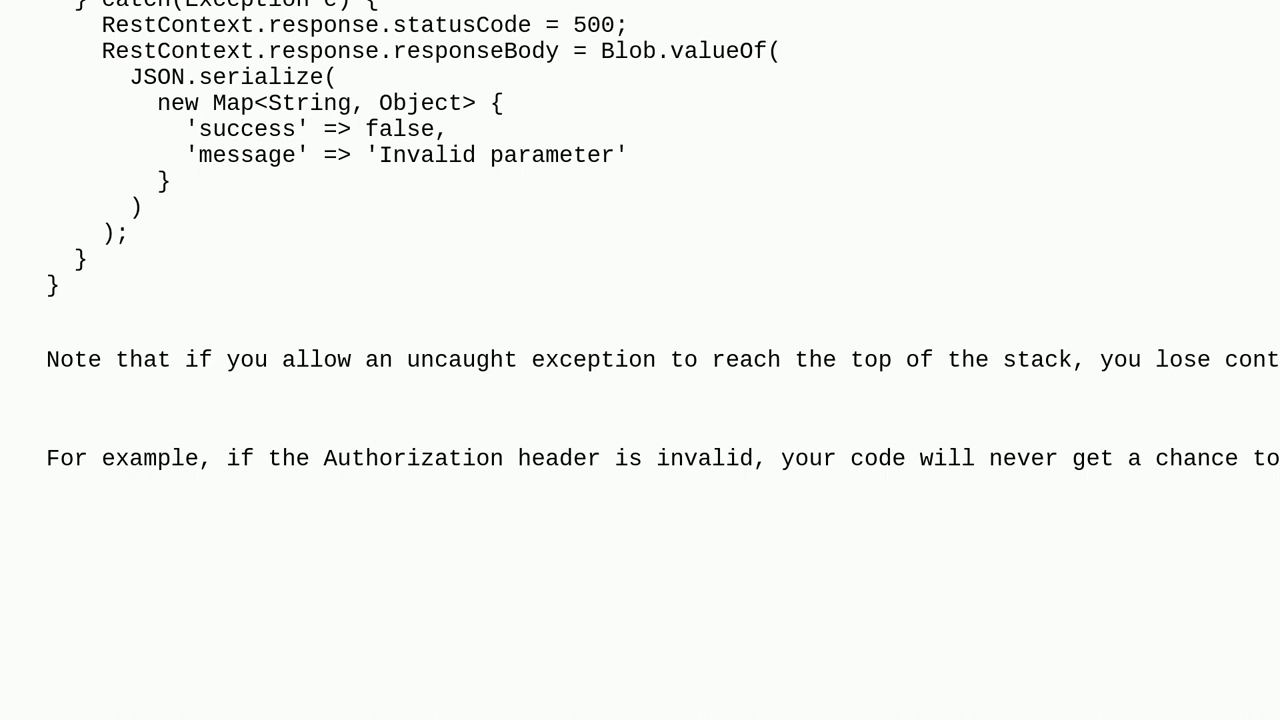 } catch(Exception e) {
RestContext.response.statusCode = 500;
RestContext.response.responseBody = Blob.valueOf(
JSON.serialize(
new Map<String, Object> {
'success' => false,
'message' => 'Invalid parameter'
}
)
);
}
}
Note that if you allow an uncaught exception to reach the top of the stack, you lose cont
For example, if the Authorization header is invalid, your code will never get a chance to